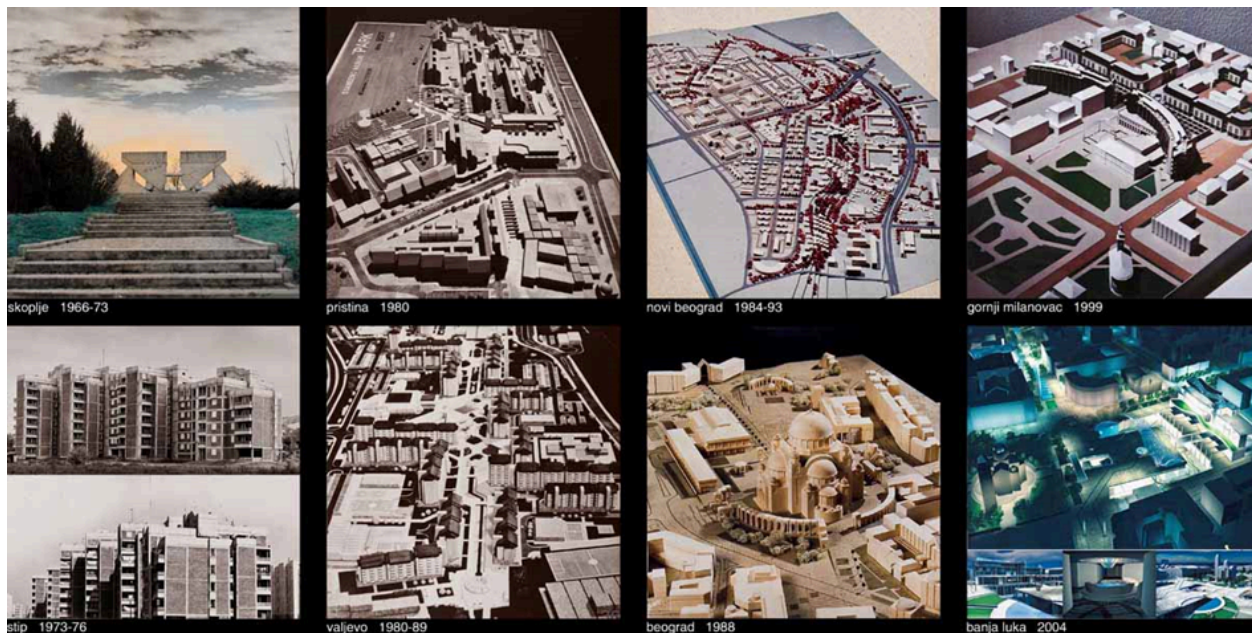 skoplje 1966-73
pristina 1980
novi beograd 1984-93
gornji milanovac 1999
stip 1973-76
valjevo 1980-89
beograd 1988
banja luka 2004